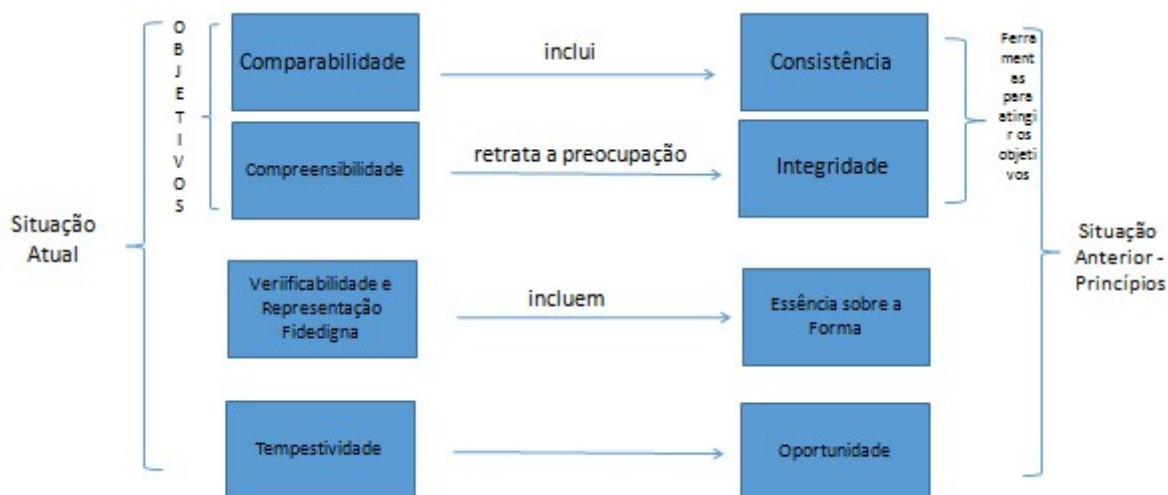 O
B
J
E
T
I
V
O
S
Comparabilidade
inclui
Consistência
Ferra
ment
as
para
atingi
r os
objeti
vos
Compreensibilidade
retrata a preocupação
Integridade
Situação
Atual
Situação
Anterior -
Princípios
Veriificabilidade e
Representação
Fidedigna
incluem
Essência sobre a
Forma
Tempestividade
Oportunidade